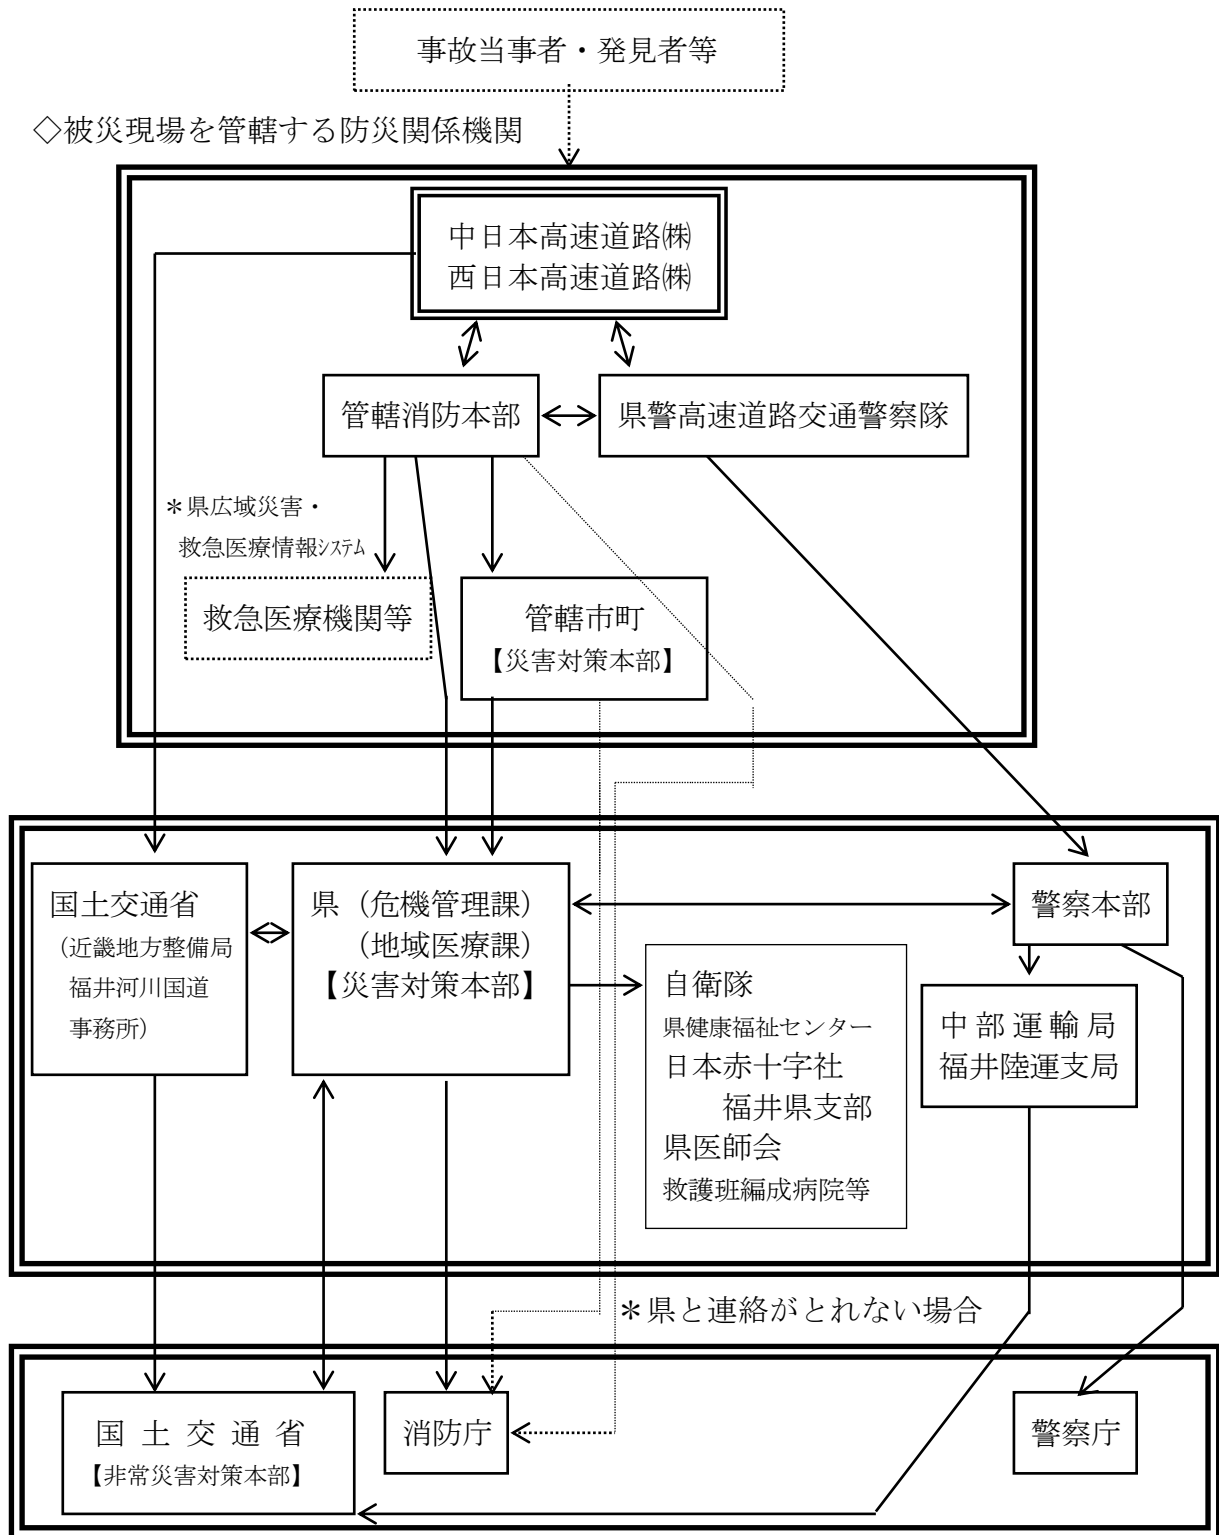 事故当事者・発見者等
◇被災現場を管轄する防災関係機関
中日本高速道路㈱
西日本高速道路㈱
管轄消防本部
県警高速道路交通警察隊
＊県広域災害・
救急医療情報ｼｽﾃﾑ
救急医療機関等
管轄市町
【災害対策本部】
国土交通省
（近畿地方整備局
福井河川国道
事務所）
県（危機管理課）
（地域医療課）
【災害対策本部】
警察本部
自衛隊
県健康福祉センター
日本赤十字社
福井県支部
県医師会
救護班編成病院等
中部運輸局
福井陸運支局
＊県と連絡がとれない場合
国土交通省
【非常災害対策本部】
消防庁
警察庁